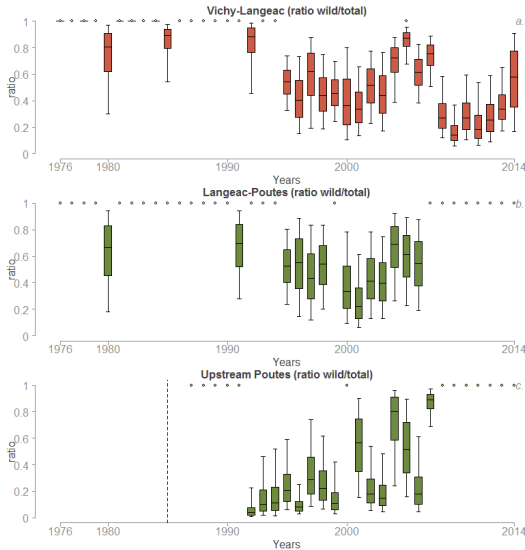 Vichy-Langeac (ratio wild/total)
a.
1
0.8
0.6
0.4
0.2
0
ratio
1976 1980 1990 2000 2014
Years
Langeac-Poutes (ratio wild/total)
b.
1
0.8
0.6
0.4
0.2
0
ratio
1976 1980 1990 2000 2014
Years
Upstream Poutes (ratio wild/total)
c.
1
0.8
0.6
0.4
0.2
0
ratio
1976 1980 1990 2000 2014
Years